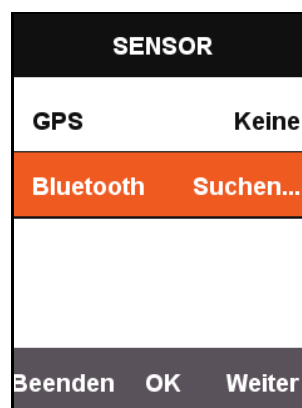 SENSOR
GPS Keine
Bluetooth Suchen...
Beenden OK Weiter